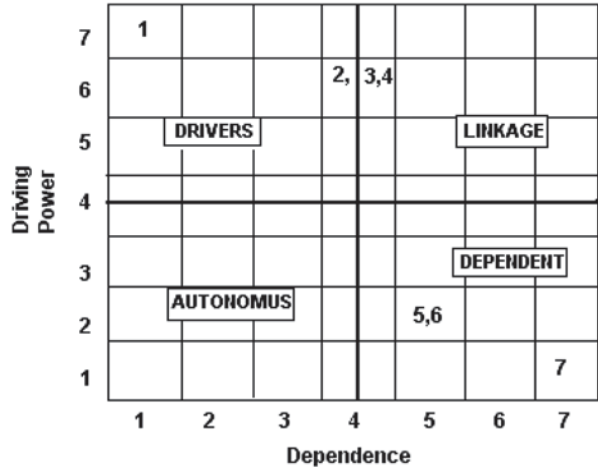 7 1
6 2, 3,4
5 DRIVERS LINKAGE
Driving
Power
4
3 DEPENDENT
AUTONOMUS
2 5,6
1 7
1 2 3 4 5 6 7
Dependence